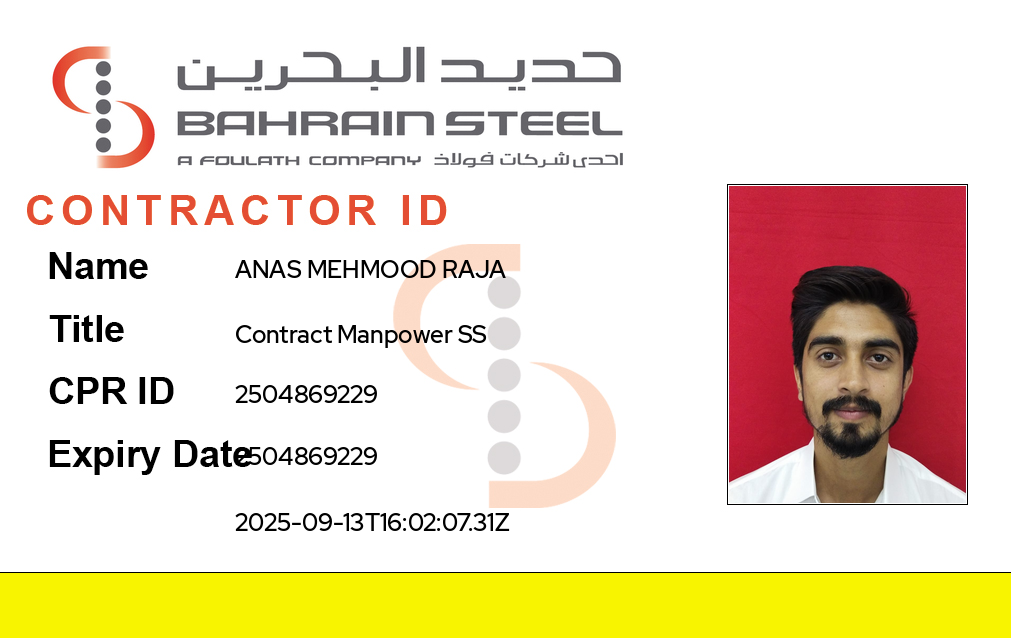 حديد البحرين
BAHRAIN STEEL
A FOULATH COMPANY احدى شركات فولاذ
CONTRACTOR ID
Name ANAS MEHMOOD RAJA
Title Contract Manpower SS
CPR ID 2504869229
Expiry Date 2504869229
2025-09-13T16:02:07.31Z